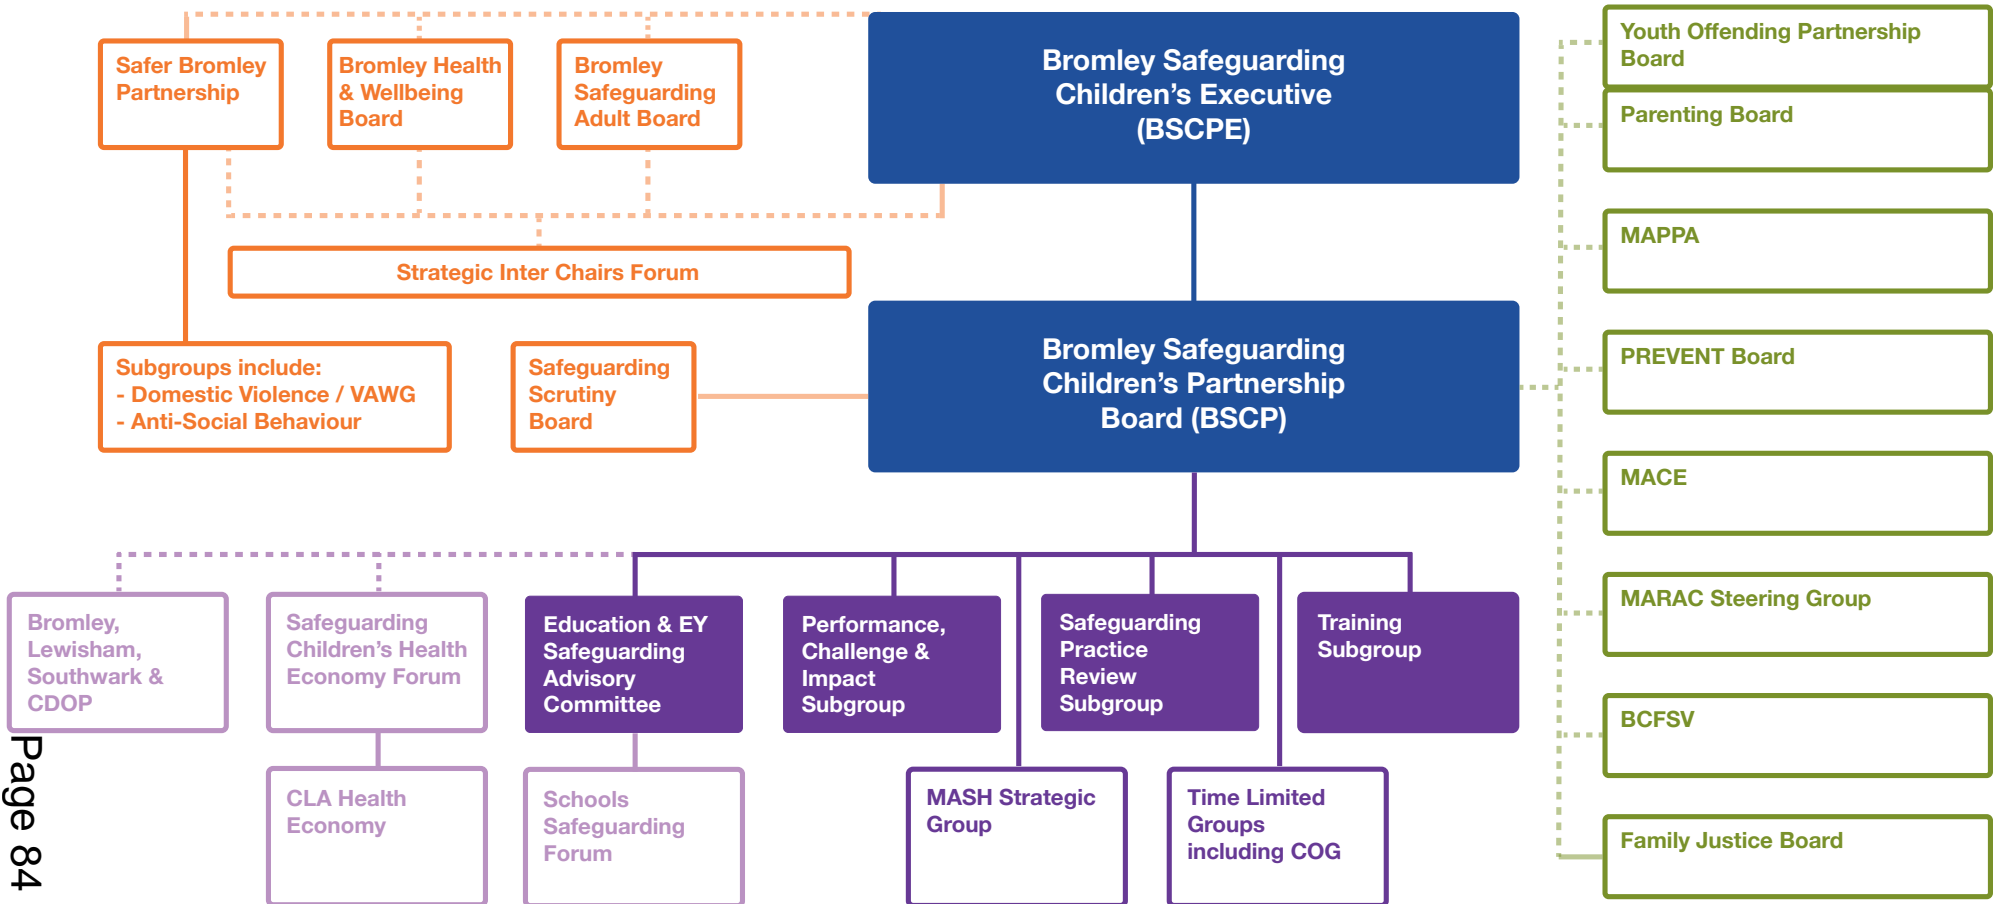 Safer Bromley
Partnership
Bromley Health
& Wellbeing
Board
Bromley
Safeguarding
Adult Board
Bromley Safeguarding
Children’s Executive
(BSCPE)
Youth Offending Partnership
Board
Parenting Board
MAPPA
Strategic Inter Chairs Forum
Subgroups include:
- Domestic Violence / VAWG
- Anti-Social Behaviour
Safeguarding
Scrutiny
Board
Bromley Safeguarding
Children’s Partnership
Board (BSCP)
PREVENT Board
MACE
MARAC Steering Group
BCFSV
Family Justice Board
Bromley,
Lewisham,
Southwark &
CDOP
Safeguarding
Children’s Health
Economy Forum
Education & EY
Safeguarding
Advisory
Committee
Performance,
Challenge &
Impact
Subgroup
Safeguarding
Practice
Review
Subgroup
Training
Subgroup
CLA Health
Economy
Schools
Safeguarding
Forum
MASH Strategic
Group
Time Limited
Groups
including COG
Page 84